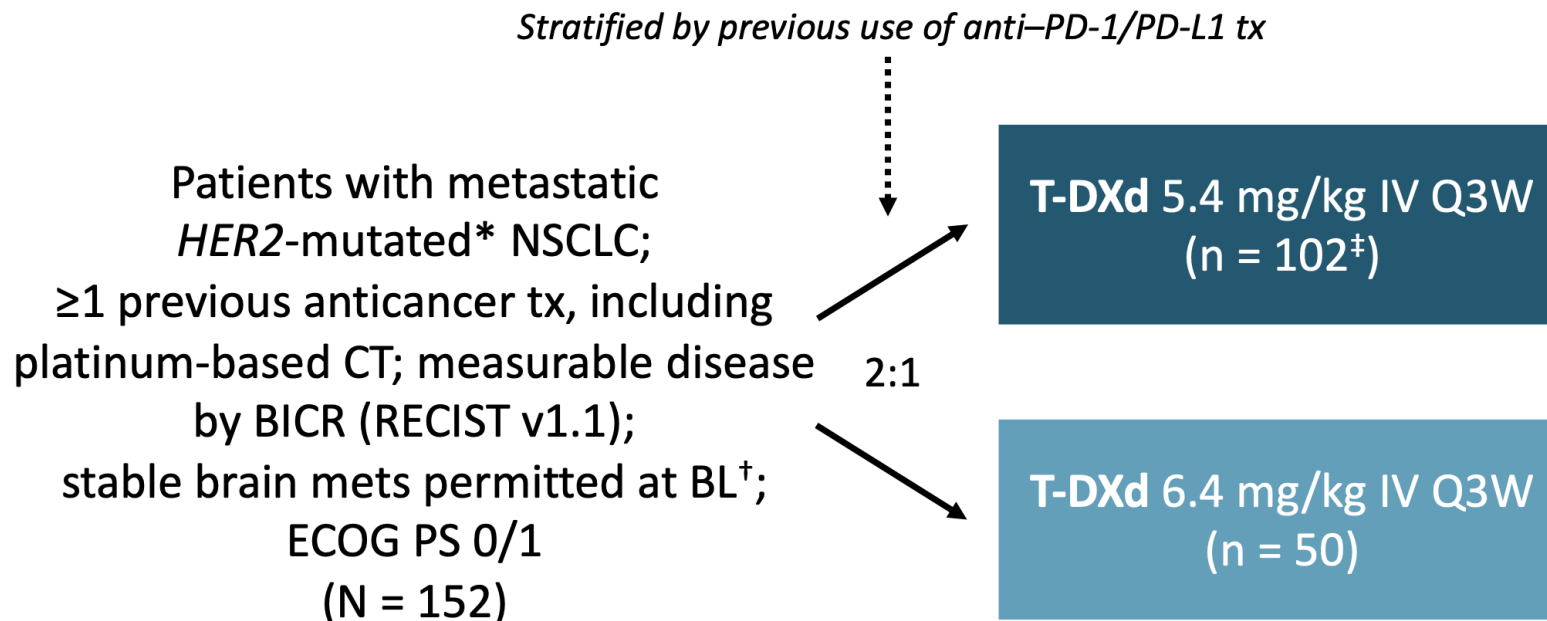 Stratified by previous use of anti–PD-1/PD-L1 tx
Patients with metastatic
HER2-mutated* NSCLC;
≥1 previous anticancer tx, including
platinum-based CT; measurable disease
by BICR (RECIST v1.1);
stable brain mets permitted at BL†;
ECOG PS 0/1
(N = 152)
2:1
T-DXd 5.4 mg/kg IV Q3W
(n = 102‡)
T-DXd 6.4 mg/kg IV Q3W
(n = 50)